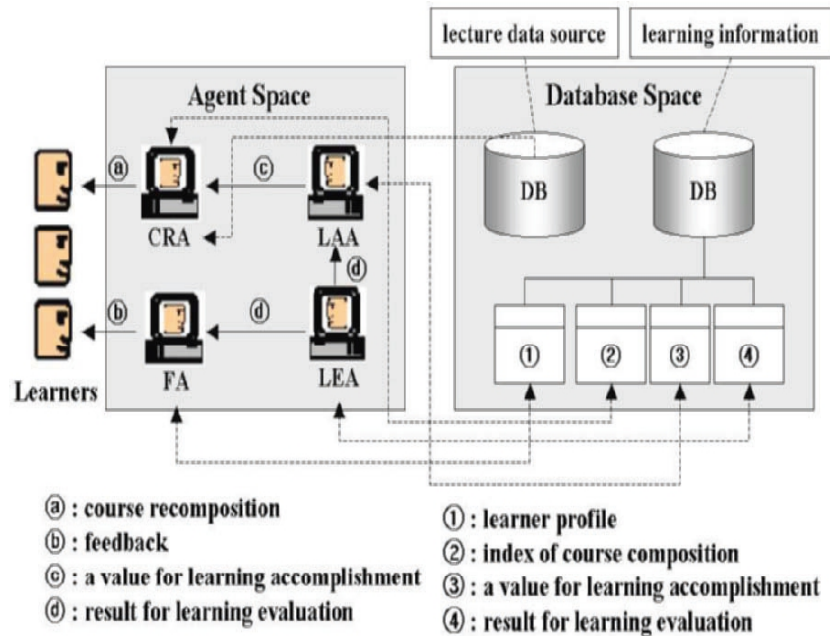 lecture data source
learning information
Agent Space
Database Space
ⓐ
ⓒ
DB
DB
CRA
LAA
ⓓ
ⓑ
ⓓ
①
②
③
④
Learners
FA
LEA
ⓐ : course recomposition
ⓑ : feedback
ⓒ : a value for learning accomplishment
ⓓ : result for learning evaluation
① : learner profile
② : index of course composition
③ : a value for learning accomplishment
④ : result for learning evaluation